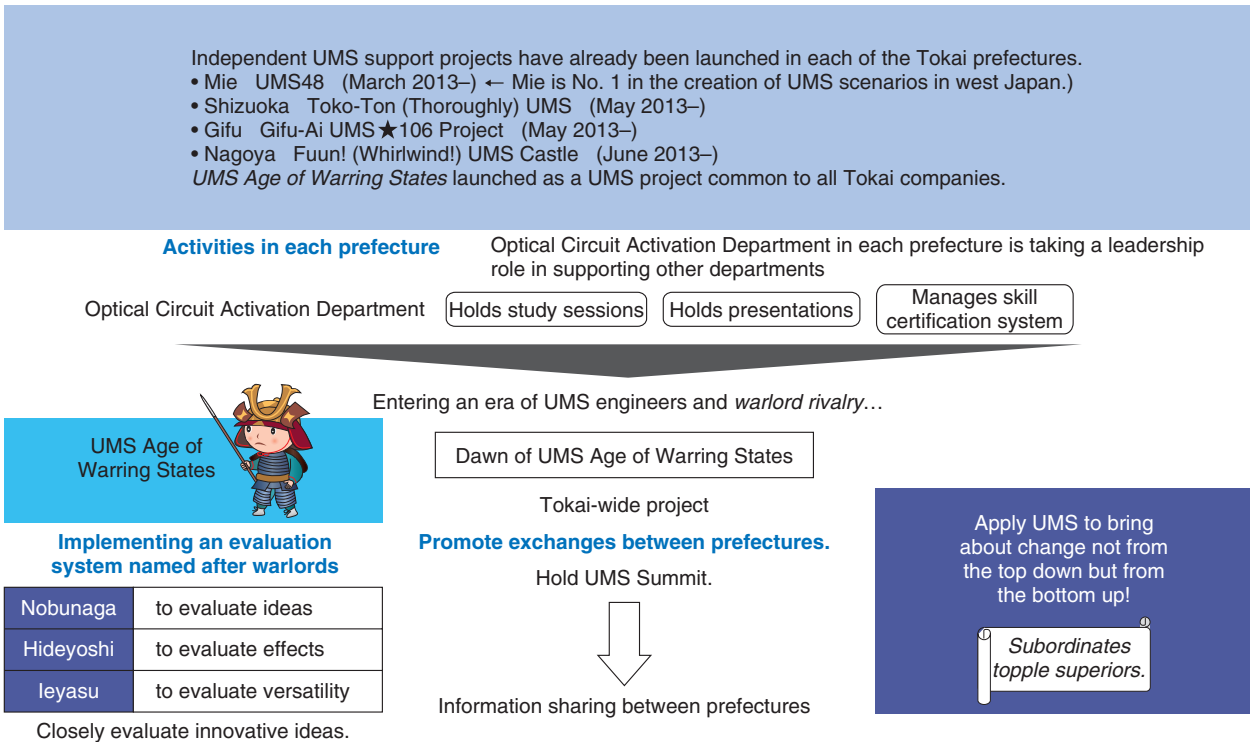 Independent UMS support projects have already been launched in each of the Tokai prefectures.
• Mie UMS48 (March 2013–) ← Mie is No. 1 in the creation of UMS scenarios in west Japan.)
• Shizuoka Toko-Ton (Thoroughly) UMS (May 2013–)
• Gifu Gifu-Ai UMS★106 Project (May 2013–)
• Nagoya Fuun! (Whirlwind!) UMS Castle (June 2013–)
UMS Age of Warring States launched as a UMS project common to all Tokai companies.
Activities in each prefecture
Optical Circuit Activation Department in each prefecture is taking a leadership
role in supporting other departments
Optical Circuit Activation Department
Holds study sessions
Holds presentations
Manages skill
certification system
Entering an era of UMS engineers and warlord rivalry…
UMS Age of
Warring States
Dawn of UMS Age of Warring States
Tokai-wide project
Implementing an evaluation
system named after warlords
Nobunaga to evaluate ideas
Hideyoshi to evaluate effects
Ieyasu to evaluate versatility
Closely evaluate innovative ideas.
Promote exchanges between prefectures.
Hold UMS Summit.
Information sharing between prefectures
Apply UMS to bring
about change not from
the top down but from
the bottom up!
Subordinates
topple superiors.